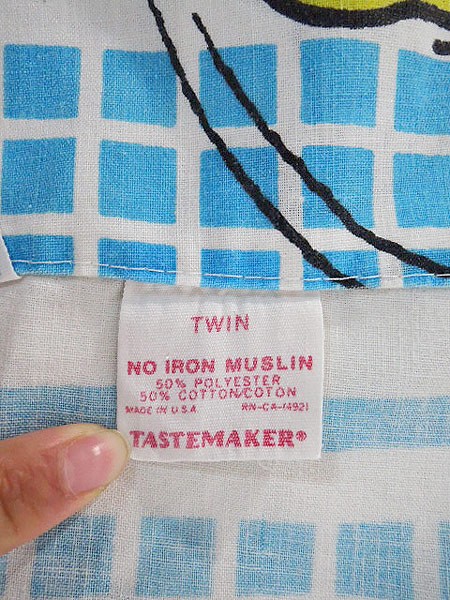 TWIN
NO IRON MUSLIN
50% POLYESTER
50% COTTON/COTON
MADE IN U.S.A. RN-CA-14921
TASTEMAKER®